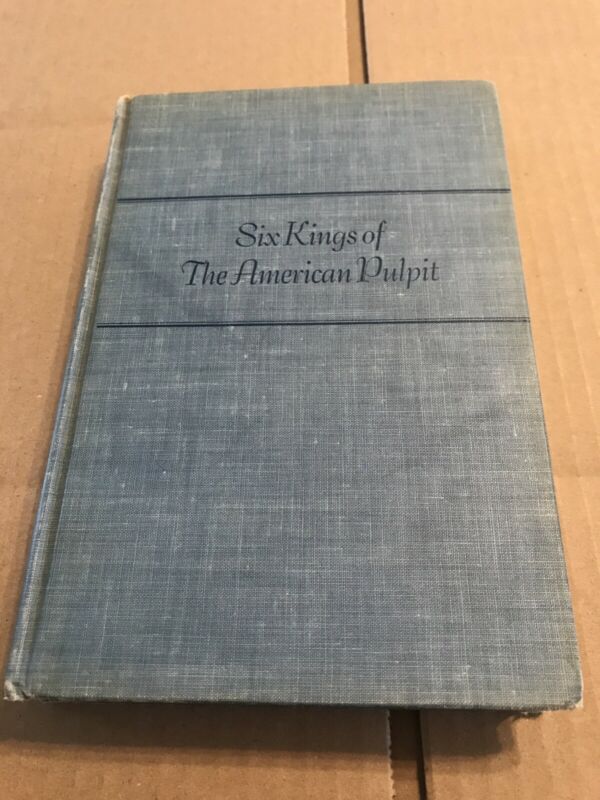 Six Kings of
The American Pulpit